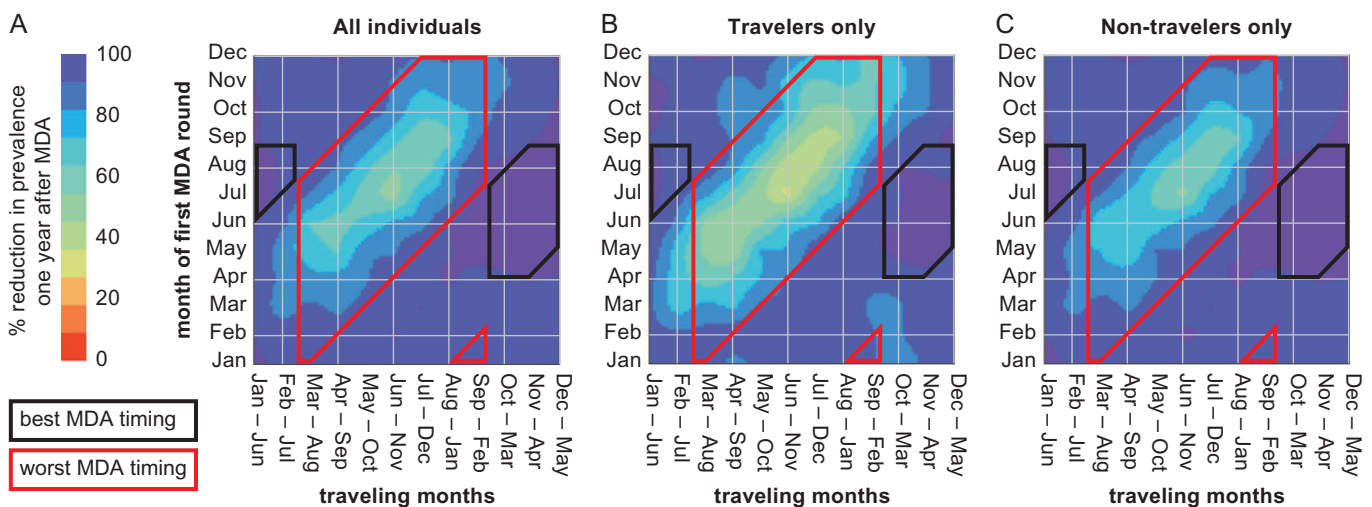 A
All individuals
B
Travelers only
C
Non-travelers only
% reduction in prevalence
one year after MDA
100
80
60
40
20
0
month of first MDA round
Dec
Nov
Oct
Sep
Aug
Jul
Jun
May
Apr
Mar
Feb
Jan
Jan – Jun
Feb – Jul
Mar – Aug
Apr – Sep
May – Oct
Jun – Nov
Jul – Dec
Aug – Jan
Sep – Feb
Oct – Mar
Nov – Apr
Dec – May
traveling months
Dec
Nov
Oct
Sep
Aug
Jul
Jun
May
Apr
Mar
Feb
Jan
Jan – Jun
Feb – Jul
Mar – Aug
Apr – Sep
May – Oct
Jun – Nov
Jul – Dec
Aug – Jan
Sep – Feb
Oct – Mar
Nov – Apr
Dec – May
traveling months
Dec
Nov
Oct
Sep
Aug
Jul
Jun
May
Apr
Mar
Feb
Jan
Jan – Jun
Feb – Jul
Mar – Aug
Apr – Sep
May – Oct
Jun – Nov
Jul – Dec
Aug – Jan
Sep – Feb
Oct – Mar
Nov – Apr
Dec – May
traveling months
best MDA timing
worst MDA timing